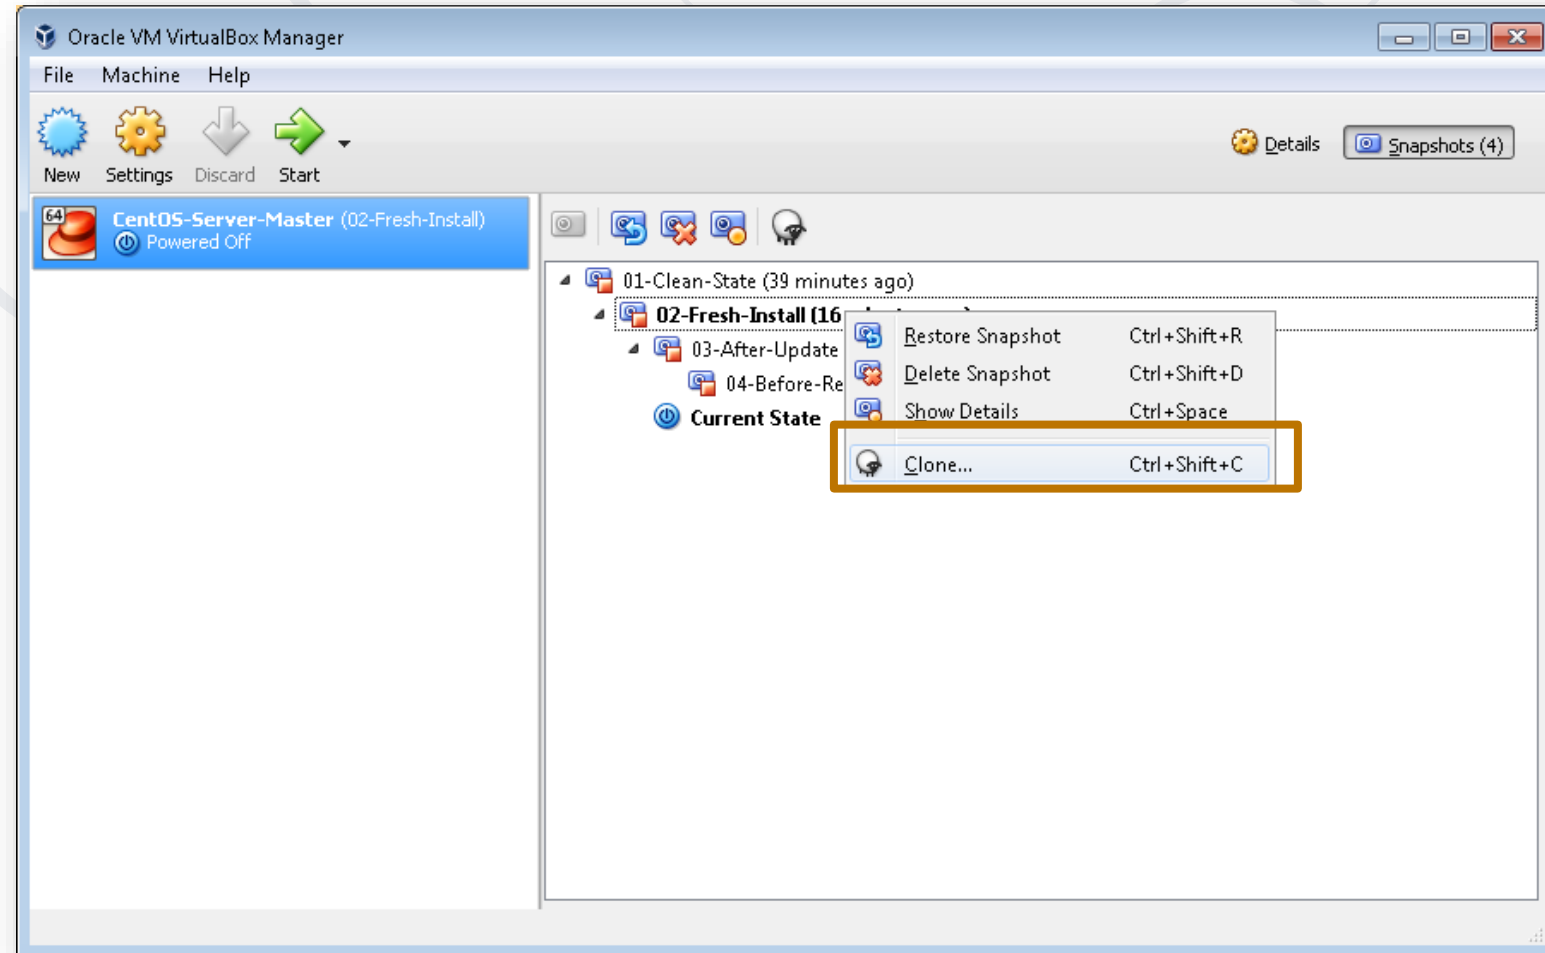 Oracle VM VirtualBox Manager
File Machine Help
New Settings Discard Start
Details Snapshots (4)
64
CentOS-Server-Master (02-Fresh-Install)
Powered Off
01-Clean-State (39 minutes ago)
02-Fresh-Install (16
03-After-Update
04-Before-Re
Current State
Restore Snapshot Ctrl+Shift+R
Delete Snapshot Ctrl+Shift+D
Show Details Ctrl+Space
Clone... Ctrl+Shift+C